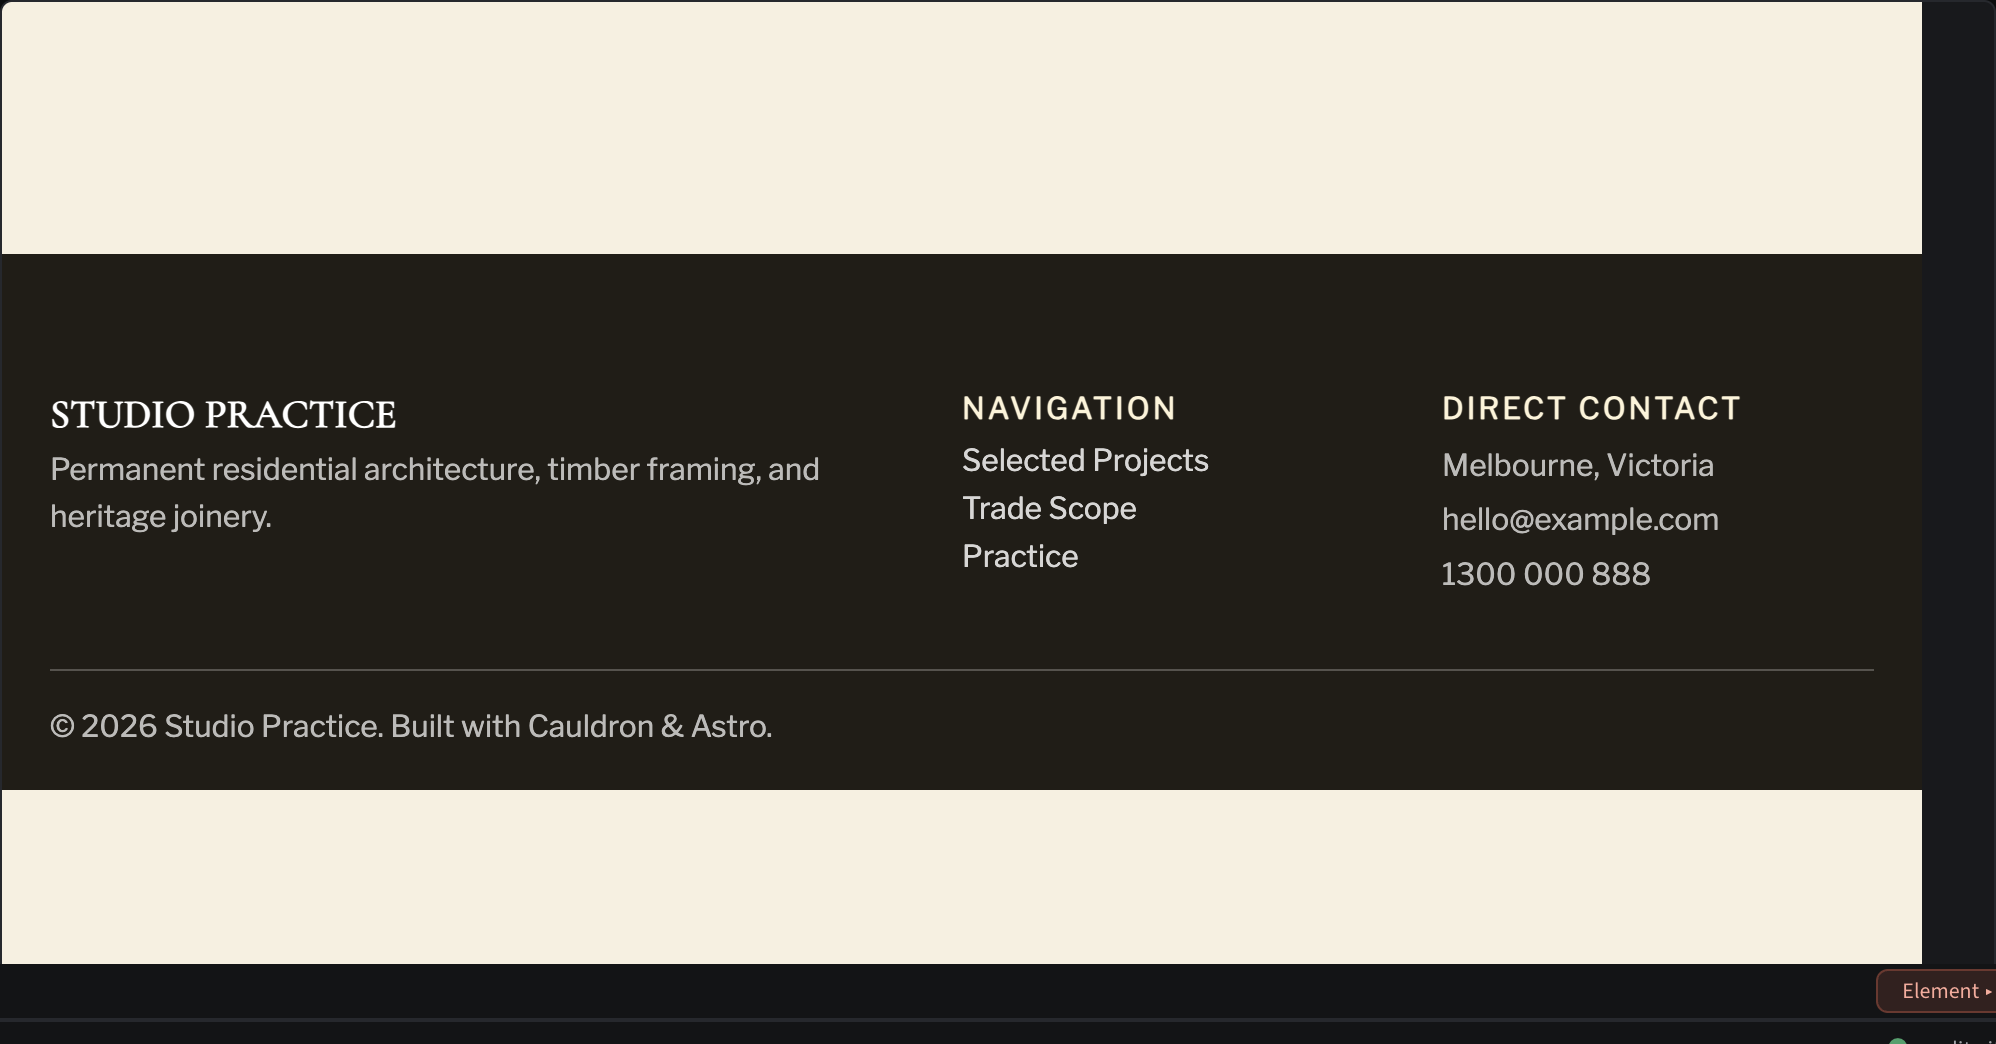 STUDIO PRACTICE
Permanent residential architecture, timber framing, and
heritage joinery.
NAVIGATION
Selected Projects
Trade Scope
Practice
DIRECT CONTACT
Melbourne, Victoria
hello@example.com
1300 000 888
© 2026 Studio Practice. Built with Cauldron & Astro.
Element ▸